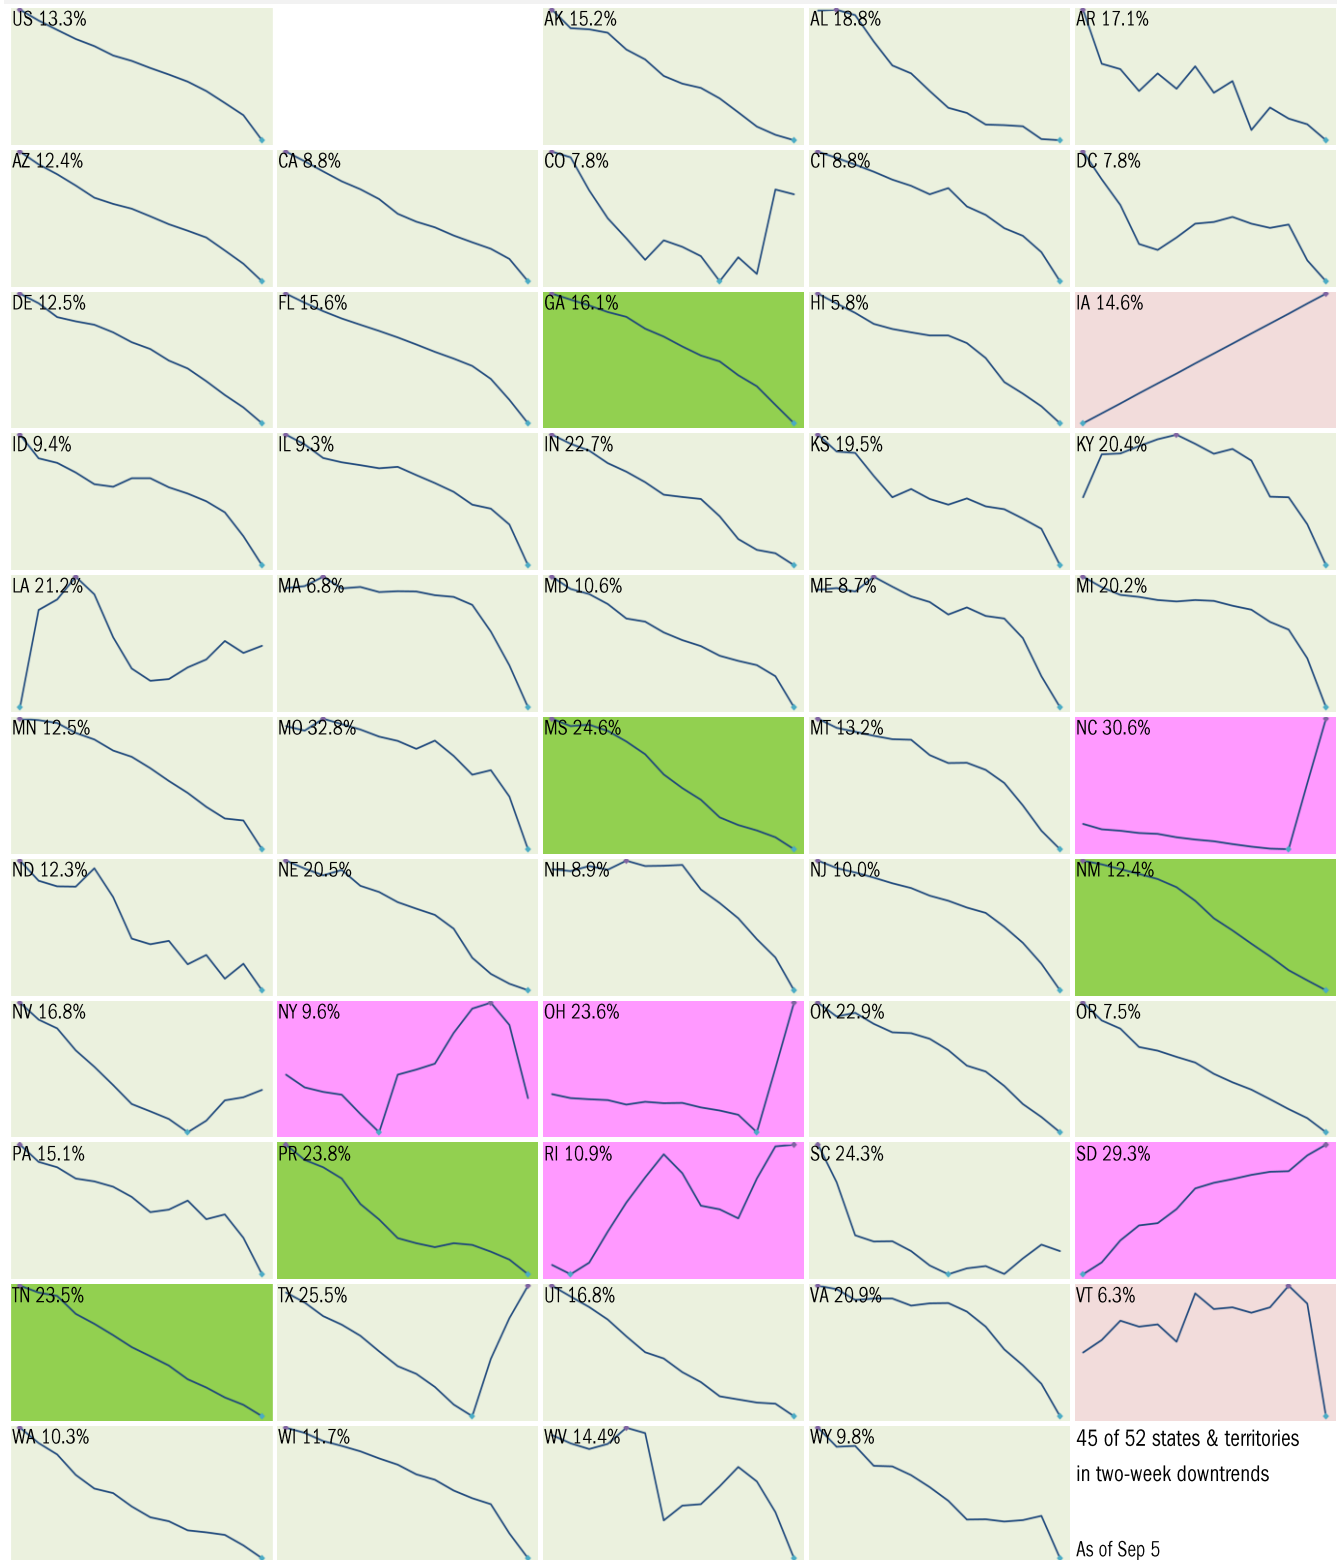 US 13.3%
AK 15.2%
AL 18.8%
AR 17.1%
AZ 12.4%
CA 8.8%
CO 7.8%
CT 8.8%
DC 7.8%
DE 12.5%
FL 15.6%
GA 16.1%
HI 5.8%
IA 14.6%
ID 9.4%
IL 9.3%
IN 22.7%
KS 19.5%
KY 20.4%
LA 21.2%
MA 6.8%
MD 10.6%
ME 8.7%
MI 20.2%
MN 12.5%
MO 32.8%
MS 24.6%
MT 13.2%
NC 30.6%
ND 12.3%
NE 20.5%
NH 8.9%
NJ 10.0%
NM 12.4%
NV 16.8%
NY 9.6%
OH 23.6%
OK 22.9%
OR 7.5%
PA 15.1%
PR 23.8%
RI 10.9%
SC 24.3%
SD 29.3%
TN 23.5%
TX 25.5%
UT 16.8%
VA 20.9%
VT 6.3%
WA 10.3%
WI 11.7%
WV 14.4%
WY 9.8%
45 of 52 states & territories
in two-week downtrends
As of Sep 5